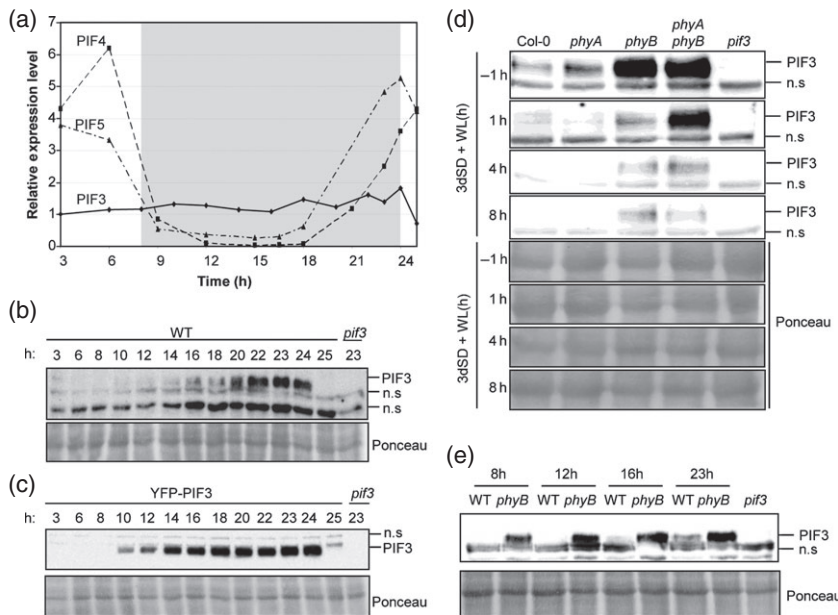 (a)
7
6
5
4
3
2
1
0
Relative expression level
PIF4
PIF5
PIF3
3 6 9 12 15 18 21 24
Time (h)
(b)
WT pif3
h: 3 6 8 10 12 14 16 18 20 22 23 24 25 23
PIF3
n.s
n.s
Ponceau
(c)
YFP-PIF3 pif3
h: 3 6 8 10 12 14 16 18 20 22 23 24 25 23
n.s
PIF3
Ponceau
(d)
Col-0 phyA phyB phyA phyB pif3
3dSD + WL(h)
–1 h
PIF3
n.s
1 h
PIF3
n.s
4 h
PIF3
n.s
8 h
PIF3
n.s
3dSD + WL(h)
–1 h
1 h
4 h
8 h
Ponceau
(e)
8h 12h 16h 23h
WT phyB WT phyB WT phyB WT phyB pif3
PIF3
n.s
Ponceau